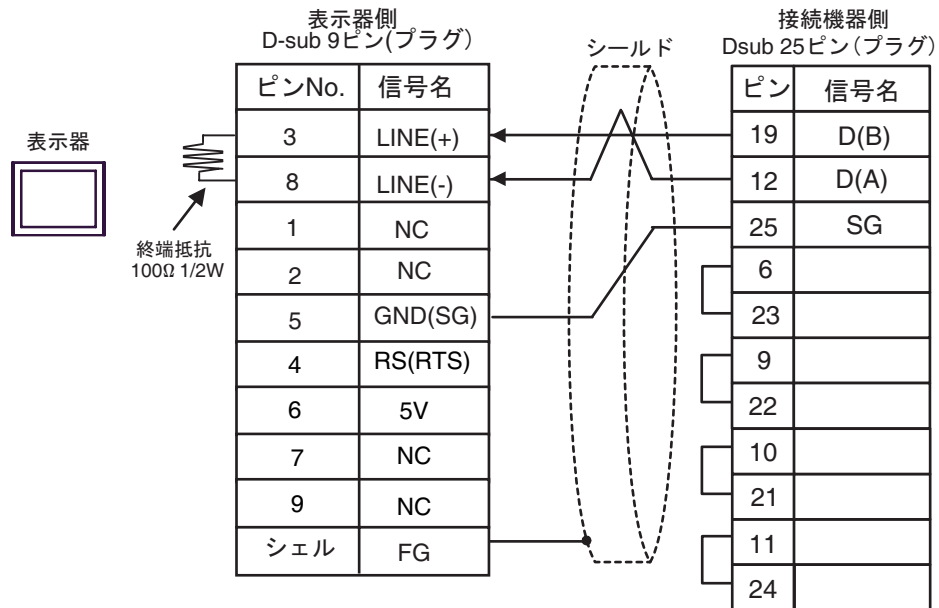 表示器側
D-sub 9ピン(プラグ)
シールド
接続機器側
Dsub 25ピン(プラグ)
表示器
終端抵抗
100Ω 1/2W
ピンNo. 信号名
3 LINE(+)
8 LINE(-)
1 NC
2 NC
5 GND(SG)
4 RS(RTS)
6 5V
7 NC
9 NC
シェル FG
ピン 信号名
19 D(B)
12 D(A)
25 SG
6
23
9
22
10
21
11
24